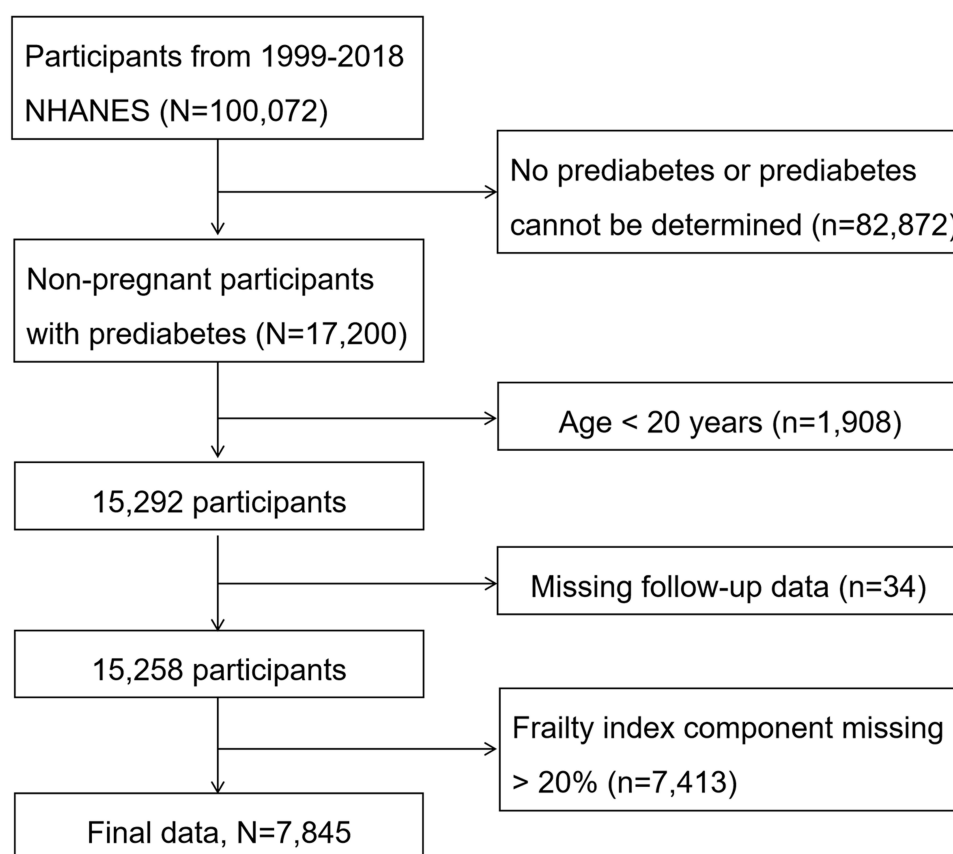 Participants from 1999-2018
NHANES (N=100,072)
No prediabetes or prediabetes
cannot be determined (n=82,872)
Non-pregnant participants
with prediabetes (N=17,200)
Age < 20 years (n=1,908)
15,292 participants
Missing follow-up data (n=34)
15,258 participants
Frailty index component missing
> 20% (n=7,413)
Final data, N=7,845